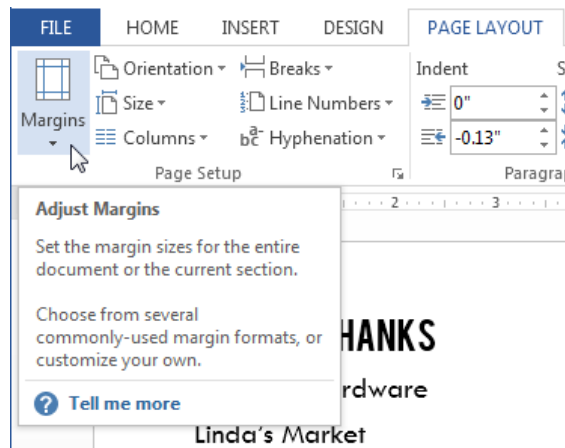 FILE HOME INSERT DESIGN PAGE LAYOUT
Orientation Breaks Indent
Size Line Numbers 0"
Margins
Columns Hyphenation -0.13"
Page Setup
2 3
Adjust Margins
Set the margin sizes for the entire
document or the current section.
Choose from several
commonly-used margin formats, or
customize your own.
HANKS
rdware
Tell me more
Linda's Market